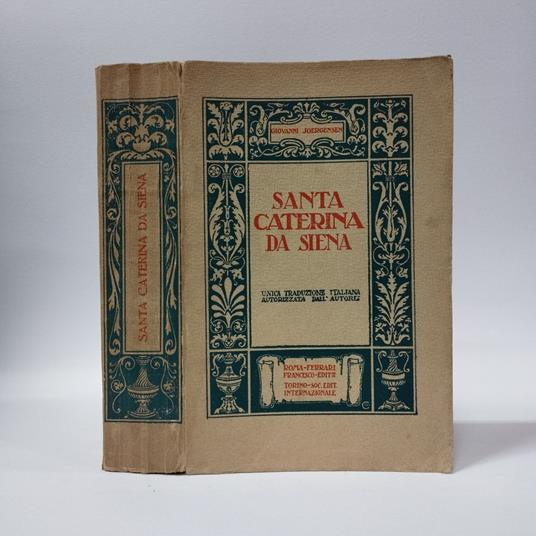 SANTA CATERINA DA SIENA
GIOVANNI JOERGENSEN
SANTA
CATERINA
DA SIENA
UNICA TRADUZIONE ITALIANA
AUTORIZZATA DALL'AUTORE
ROMA-FERRARI
FRANCESCO-EDIT
TORINO-SOC. EDIT.
INTERNAZIONALE